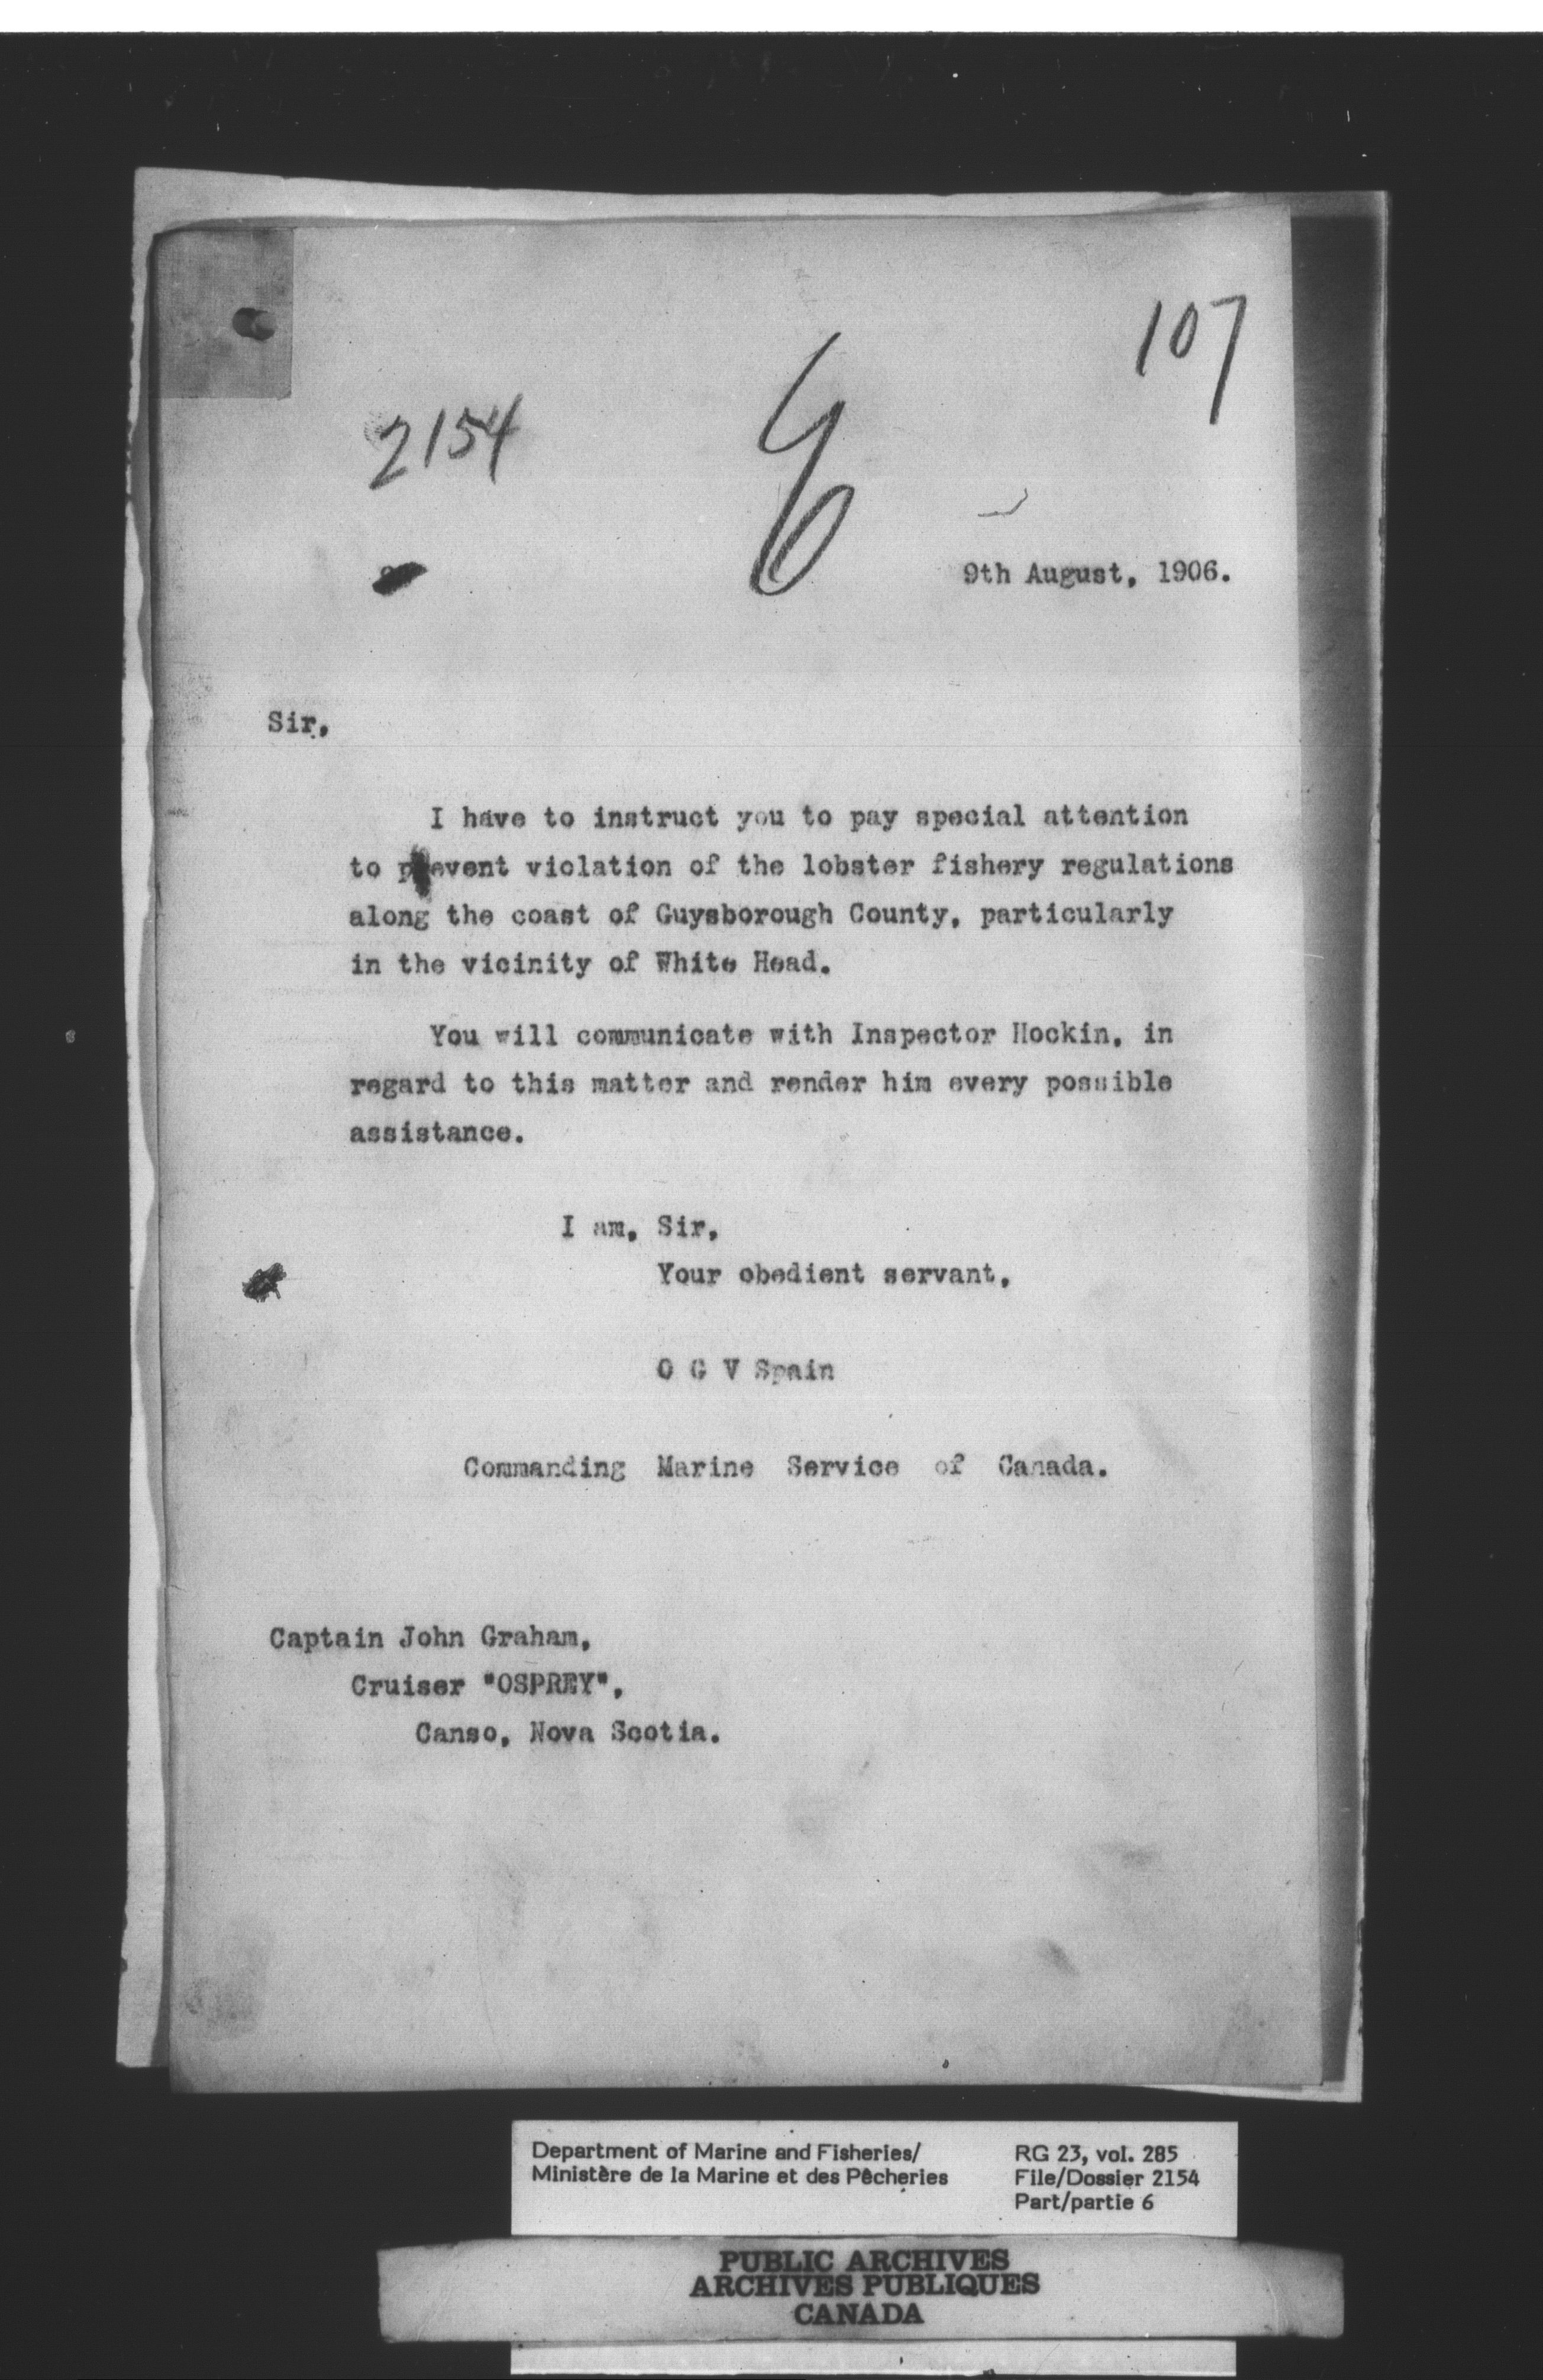 107
2154
9th August, 1906.
Sir,
I have to instruct you to pay special attention
to prevent violation of the lobster fishery regulations
along the coast of Guysborough County, particularly
in the vicinity of White Head.
You will communicate with Inspector Hockin, in
regard to this matter and render him every possible
assistance.
I am, Sir,
Your obedient servant,
O G V Spain
Commanding Marine Service of Canada.
Captain John Graham,
Cruiser "OSPREY",
Canso, Nova Scotia.
Department of Marine and Fisheries/
Ministère de la Marine et des Pêcheries
RG 23, vol. 285
File/Dossier 2154
Part/partie 6
PUBLIC ARCHIVES
ARCHIVES PUBLIQUES
CANADA